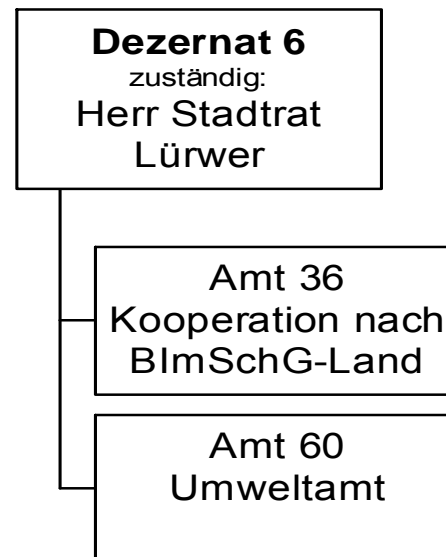 Dezernat 6
zuständig:
Herr Stadtrat
Lürwer
Amt 36
Kooperation nach
BImSchG-Land
Amt 60
Umweltamt